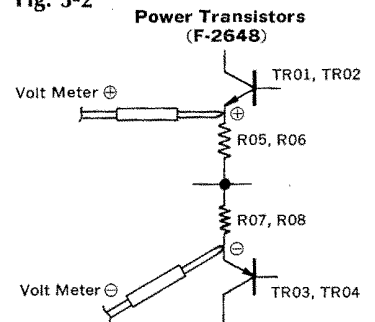 Fig. 5-2
Power Transistors
(F-2648)
TR01, TR02
Volt Meter ⊕
⊕
R05, R06
R07, R08
⊖
Volt Meter ⊖
TR03, TR04